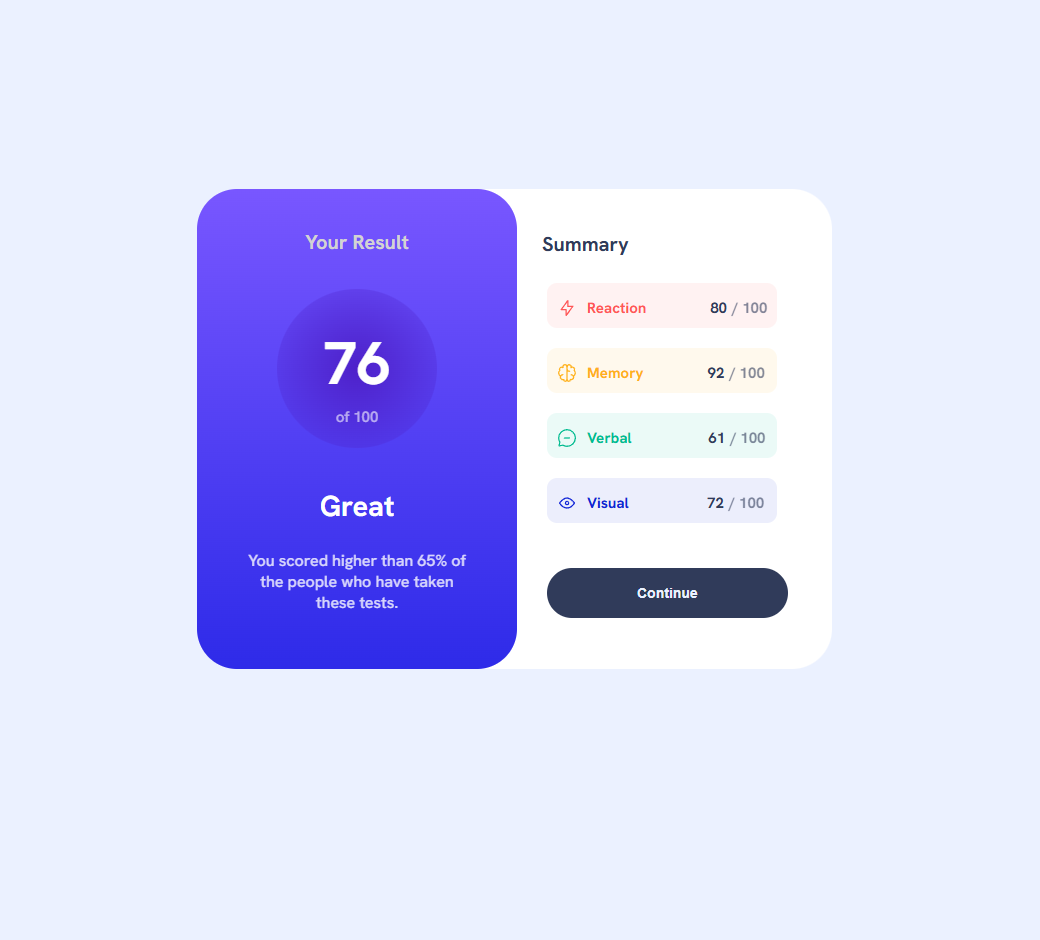 Your Result
76
of 100
Great
You scored higher than 65% of
the people who have taken
these tests.
Summary
Reaction 80 / 100
Memory 92 / 100
Verbal 61 / 100
Visual 72 / 100
Continue